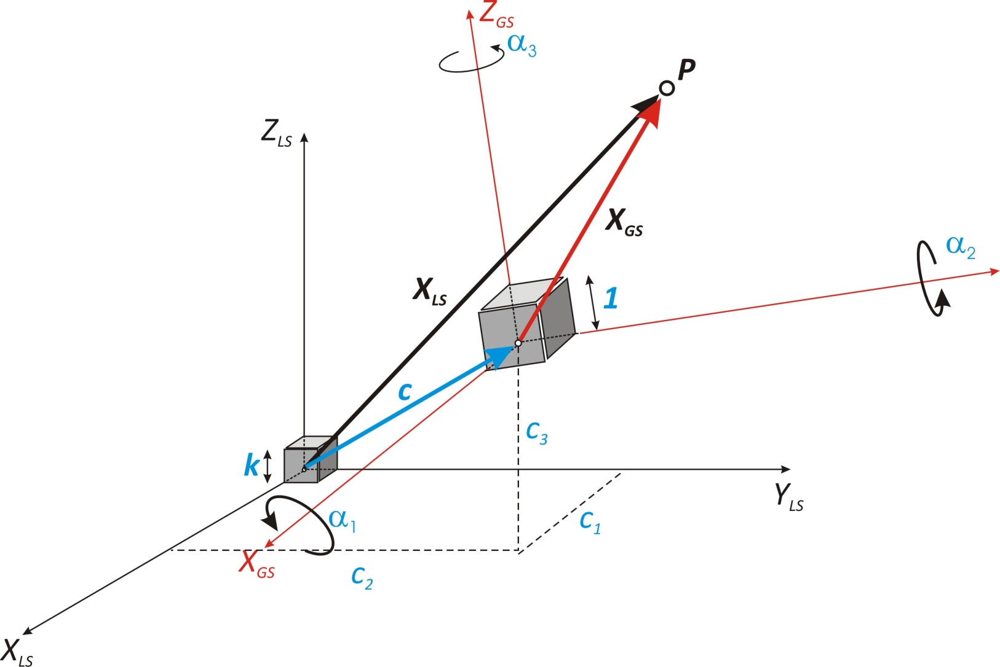 Z_GS
α_3
P
Z_LS
X_GS
α_2
X_LS
1
c
c_3
k
Y_LS
α_1
c_1
X_GS
c_2
X_LS